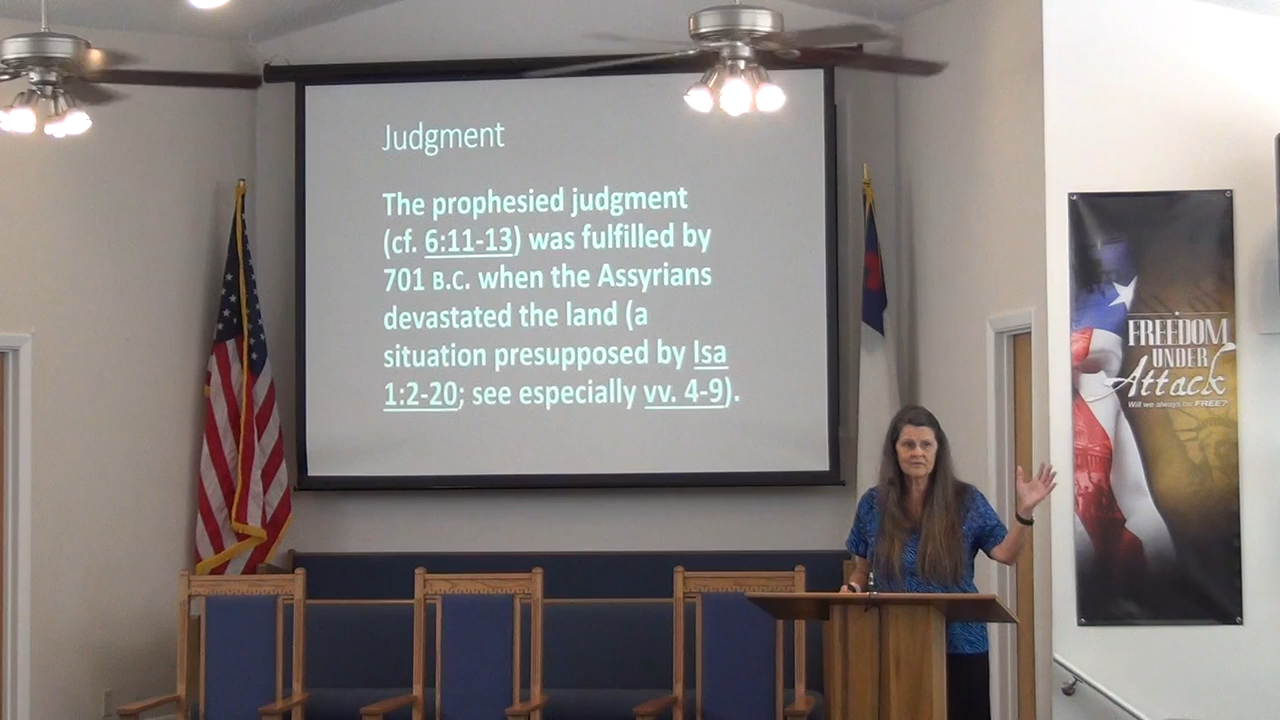 Judgment
The prophesied judgment
(cf. 6:11-13) was fulfilled by
701 B.C. when the Assyrians
devastated the land (a
situation presupposed by Isa
1:2-20; see especially vv. 4-9).
FREEDOM
UNDER
Attack
Will we always be FREE?